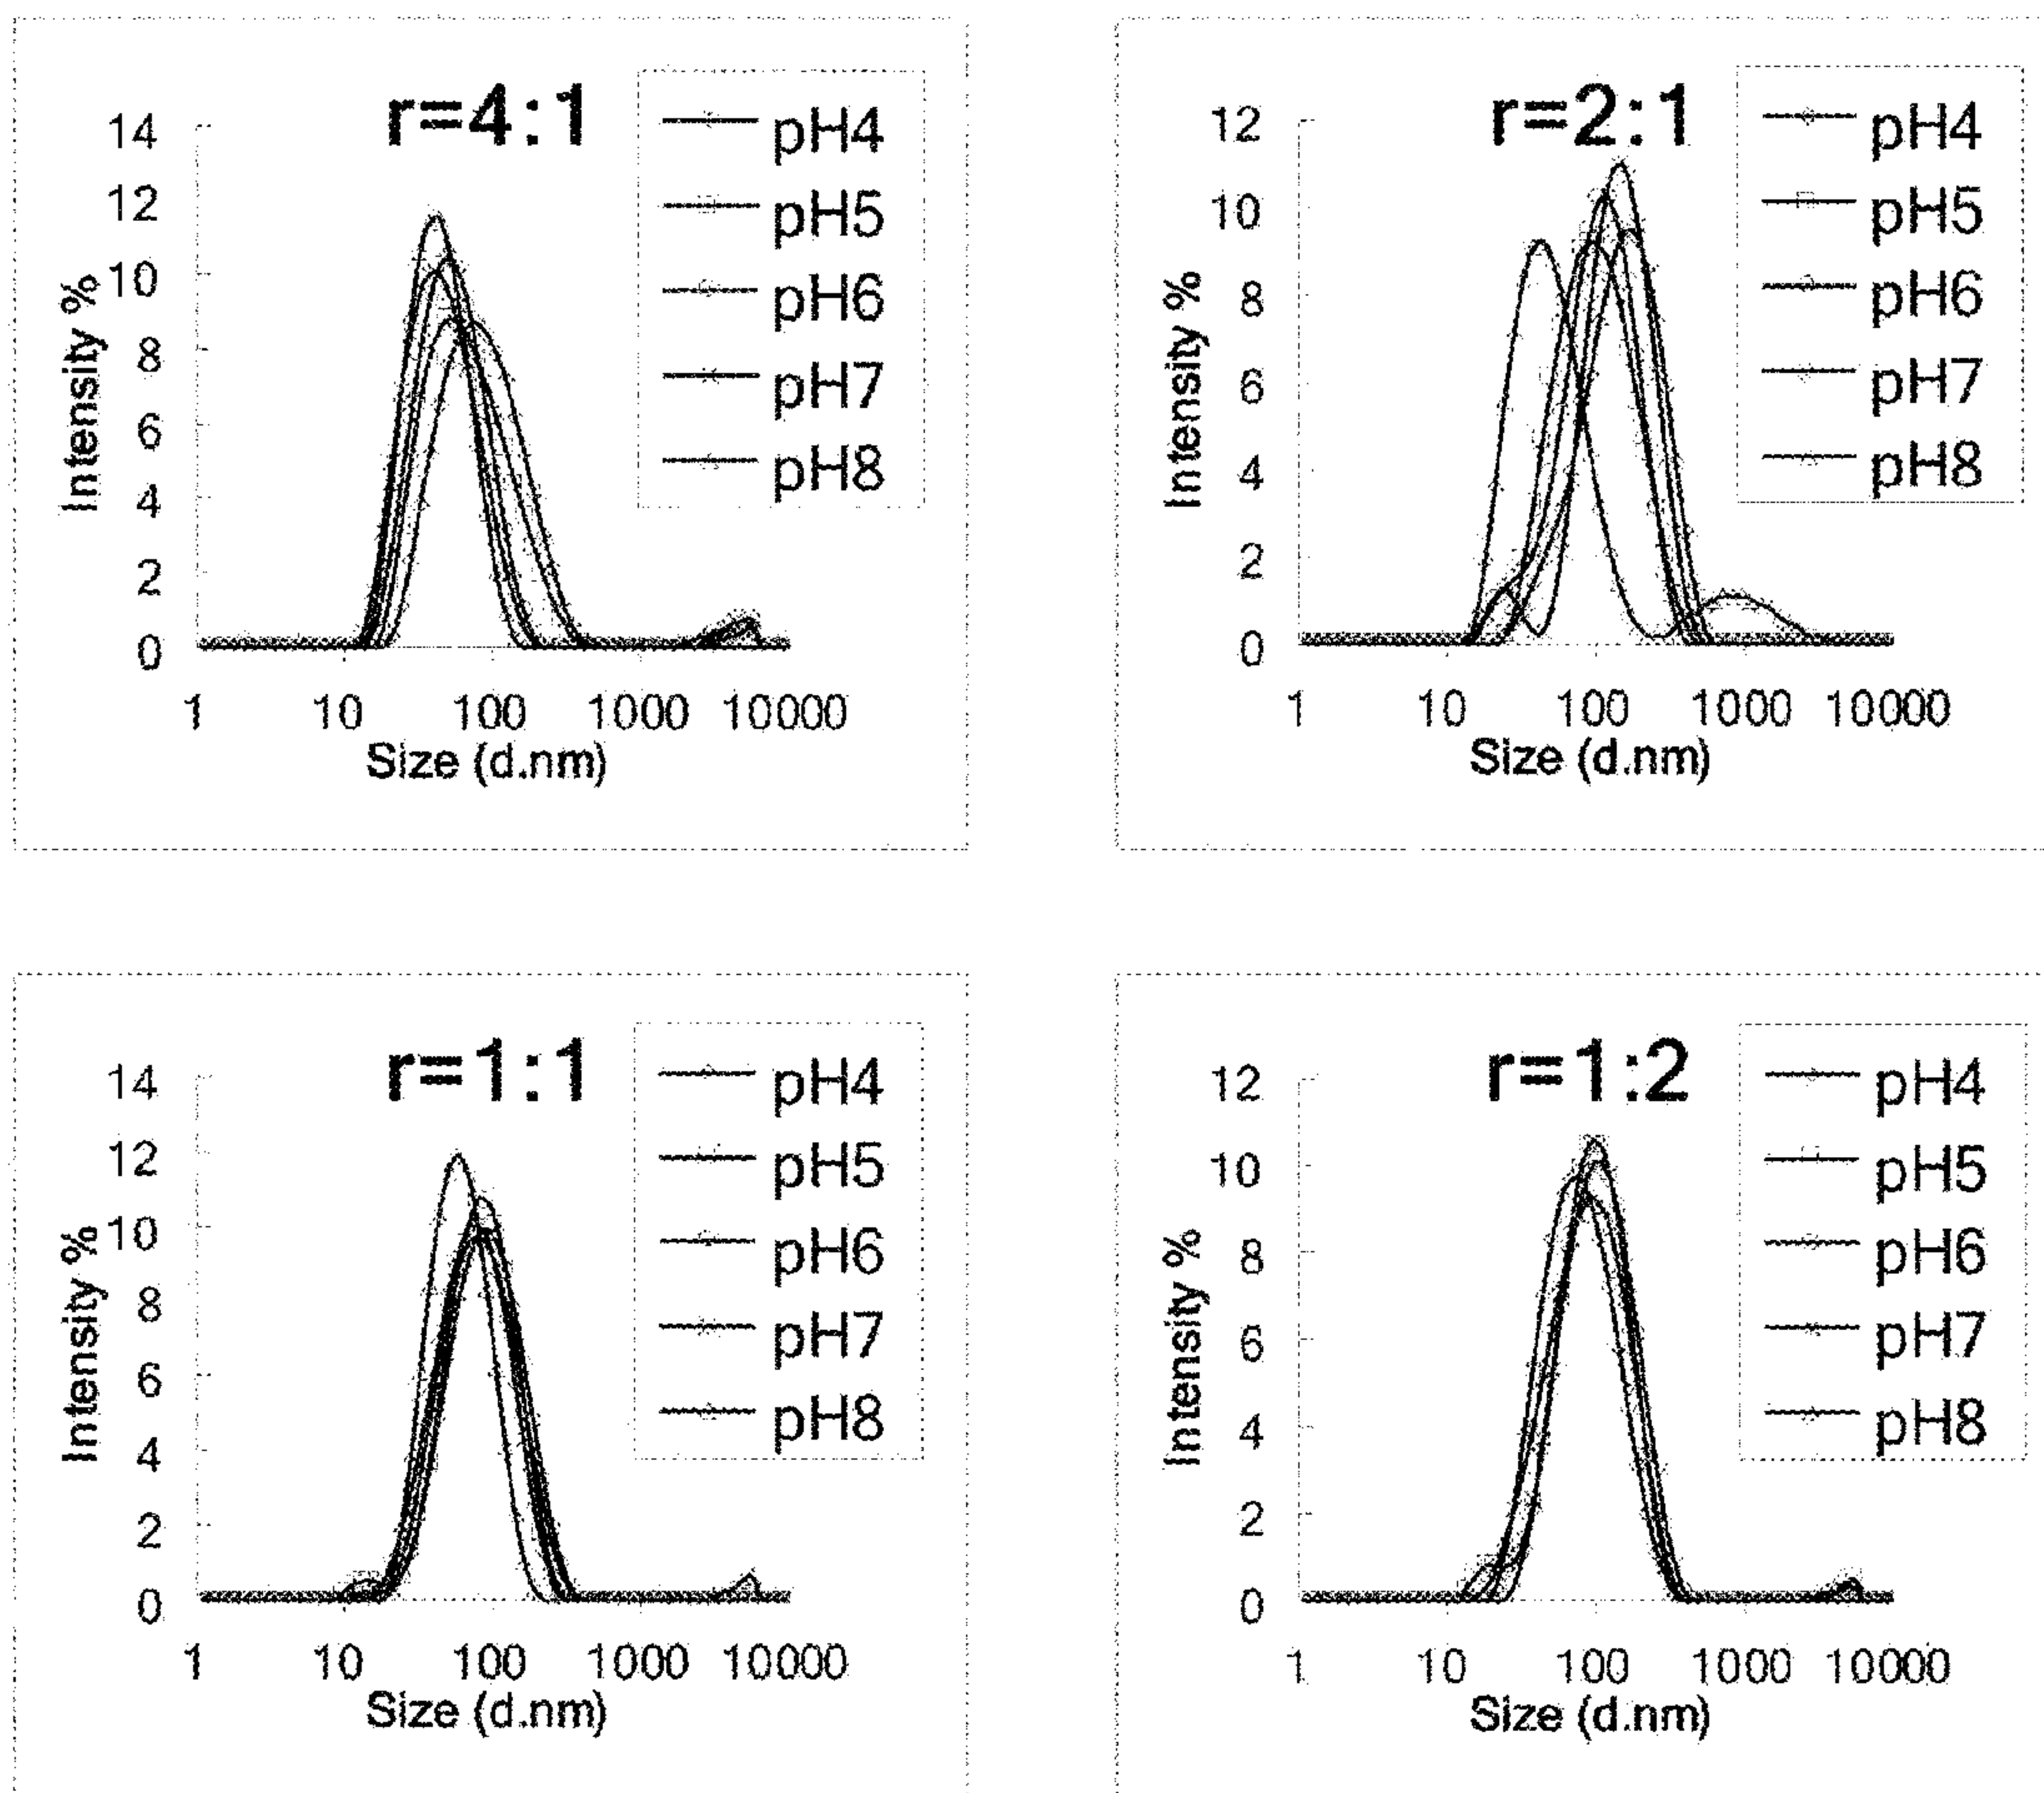 r=4:1
14
12
10
8
6
4
2
0
Intensity %
1 10 100 1000 10000
Size (d.nm)
pH4
pH5
pH6
pH7
pH8
r=2:1
12
10
8
6
4
2
0
Intensity %
1 10 100 1000 10000
Size (d.nm)
pH4
pH5
pH6
pH7
pH8
r=1:1
14
12
10
8
6
4
2
0
Intensity %
1 10 100 1000 10000
Size (d.nm)
pH4
pH5
pH6
pH7
pH8
r=1:2
12
10
8
6
4
2
0
Intensity %
1 10 100 1000 10000
Size (d.nm)
pH4
pH5
pH6
pH7
pH8